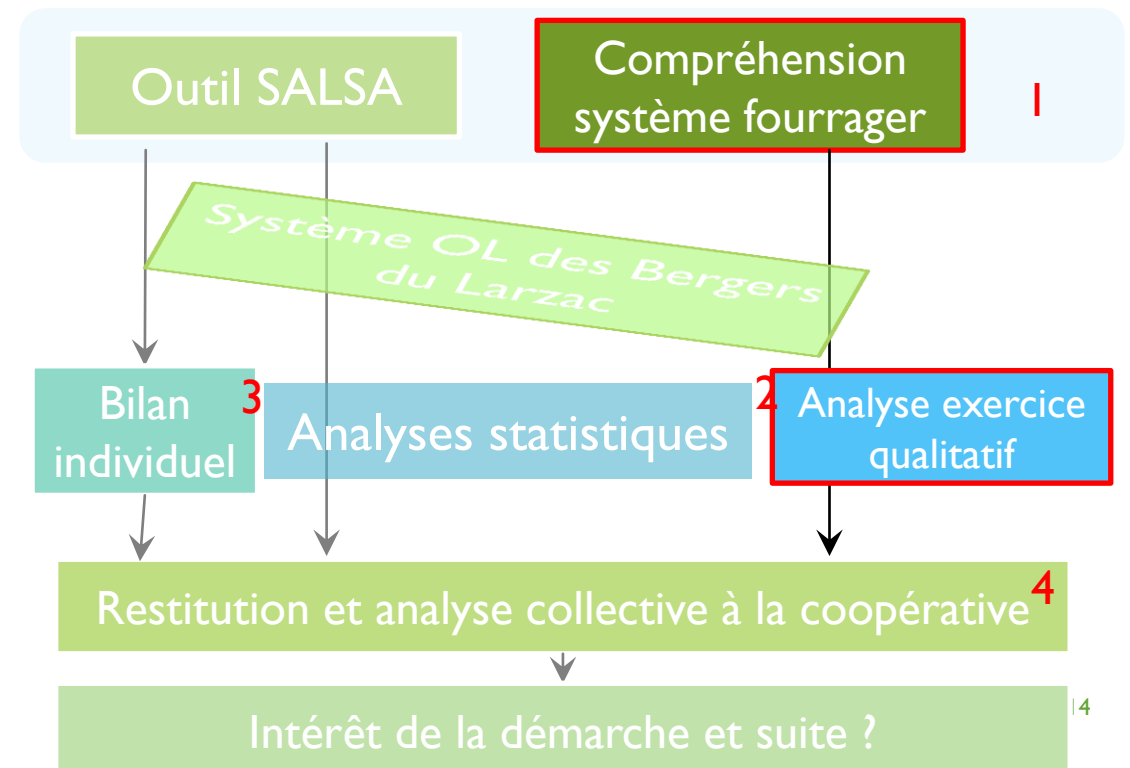 Outil SALSA
Compréhension
système fourrager
1
Système OL des Bergers
du Larzac
Bilan
individuel
3
Analyses statistiques
2
Analyse exercice
qualitatif
Restitution et analyse collective à la coopérative
4
Intérêt de la démarche et suite ?
14